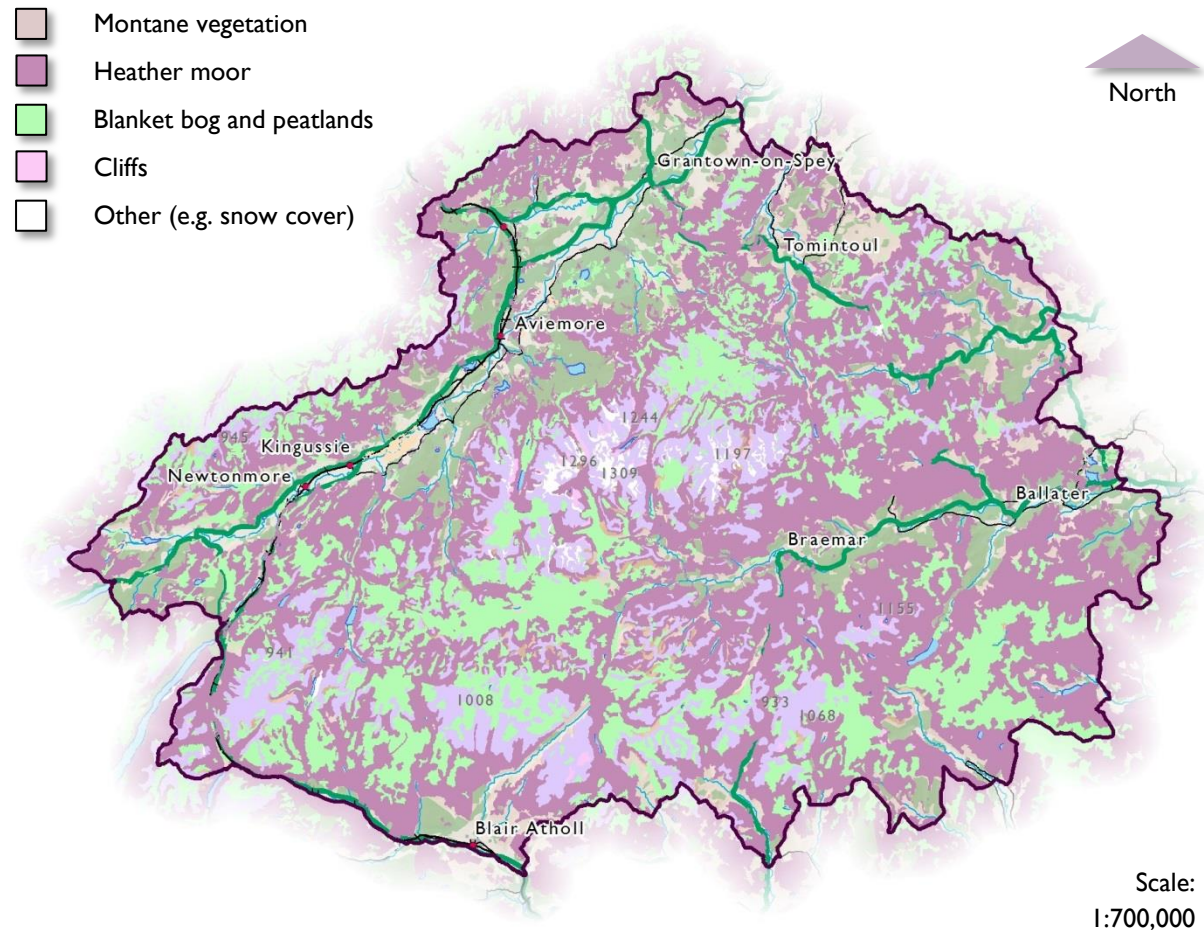 Montane vegetation
Heather moor
Blanket bog and peatlands
Cliffs
Other (e.g. snow cover)
North
Grantown-on-Spey
Tomintoul
Aviemore
1244
945
Kingussie
1197
1296
1309
Newtonmore
Ballater
Braemar
1155
941
1008
933
1068
Blair Atholl
Scale:
1:700,000